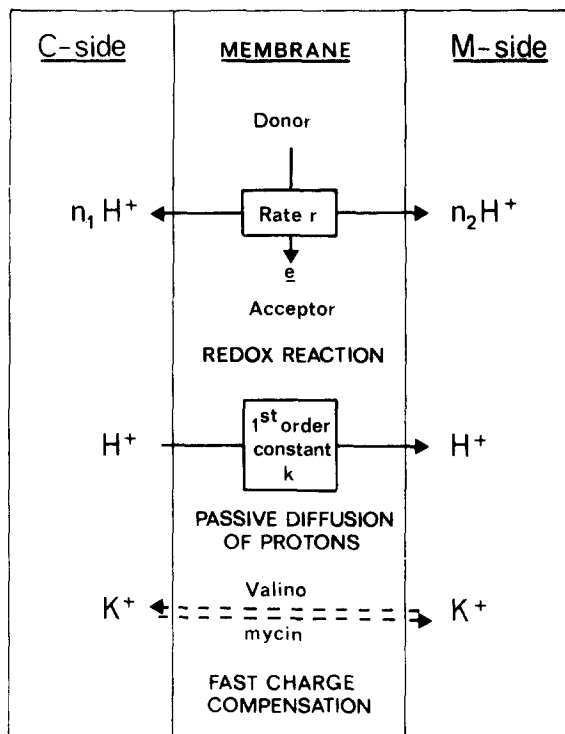 C-side MEMBRANE M-side
Donor
n₁ H⁺ Rate r n₂H⁺
e
Acceptor
REDOX REACTION
1ˢᵗ order
H⁺ constant H⁺
k
PASSIVE DIFFUSION
OF PROTONS
Valino
K⁺ K⁺
mycin
FAST CHARGE
COMPENSATION